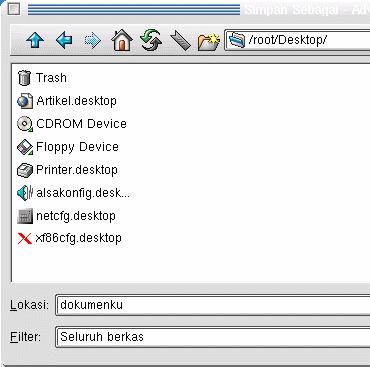 Simpan Sebagai - Adv
/root/Desktop/
Trash
Artikel.desktop
CDROM Device
Floppy Device
Printer.desktop
alsakonfig.desk...
netcfg.desktop
xf86cfg.desktop
Lokasi: dokumenku
Filter: Seluruh berkas